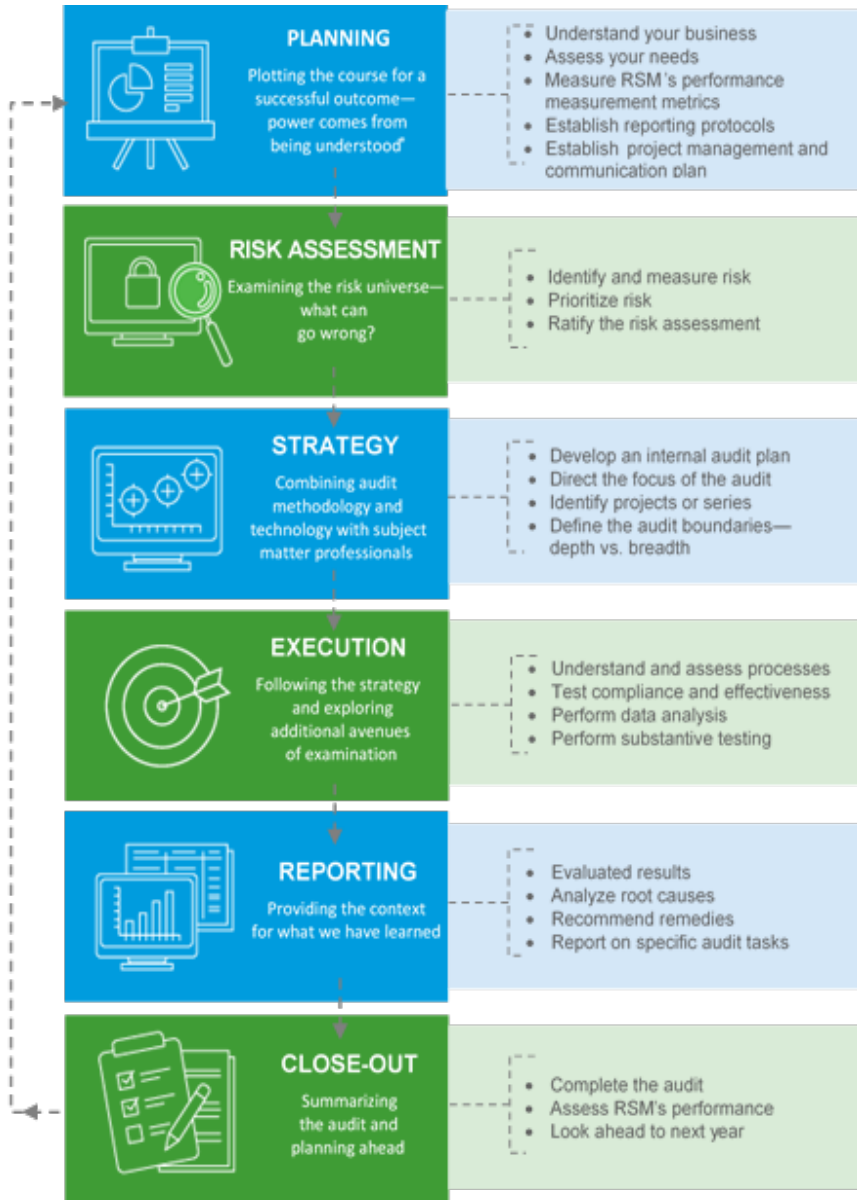 PLANNING
Plotting the course for a
successful outcome—
power comes from
being understood®
• Understand your business
• Assess your needs
• Measure RSM´s performance
measurement metrics
• Establish reporting protocols
• Establish project management and
communication plan
RISK ASSESSMENT
Examining the risk universe—
what can
go wrong?
• Identify and measure risk
• Prioritize risk
• Ratify the risk assessment
STRATEGY
Combining audit
methodology and
technology with subject
matter professionals
• Develop an internal audit plan
• Direct the focus of the audit
• Identify projects or series
• Define the audit boundaries—
depth vs. breadth
EXECUTION
Following the strategy
and exploring
additional avenues
of examination
• Understand and assess processes
• Test compliance and effectiveness
• Perform data analysis
• Perform substantive testing
REPORTING
Providing the context
for what we have learned
• Evaluated results
• Analyze root causes
• Recommend remedies
• Report on specific audit tasks
CLOSE-OUT
Summarizing
the audit and
planning ahead
• Complete the audit
• Assess RSM's performance
• Look ahead to next year